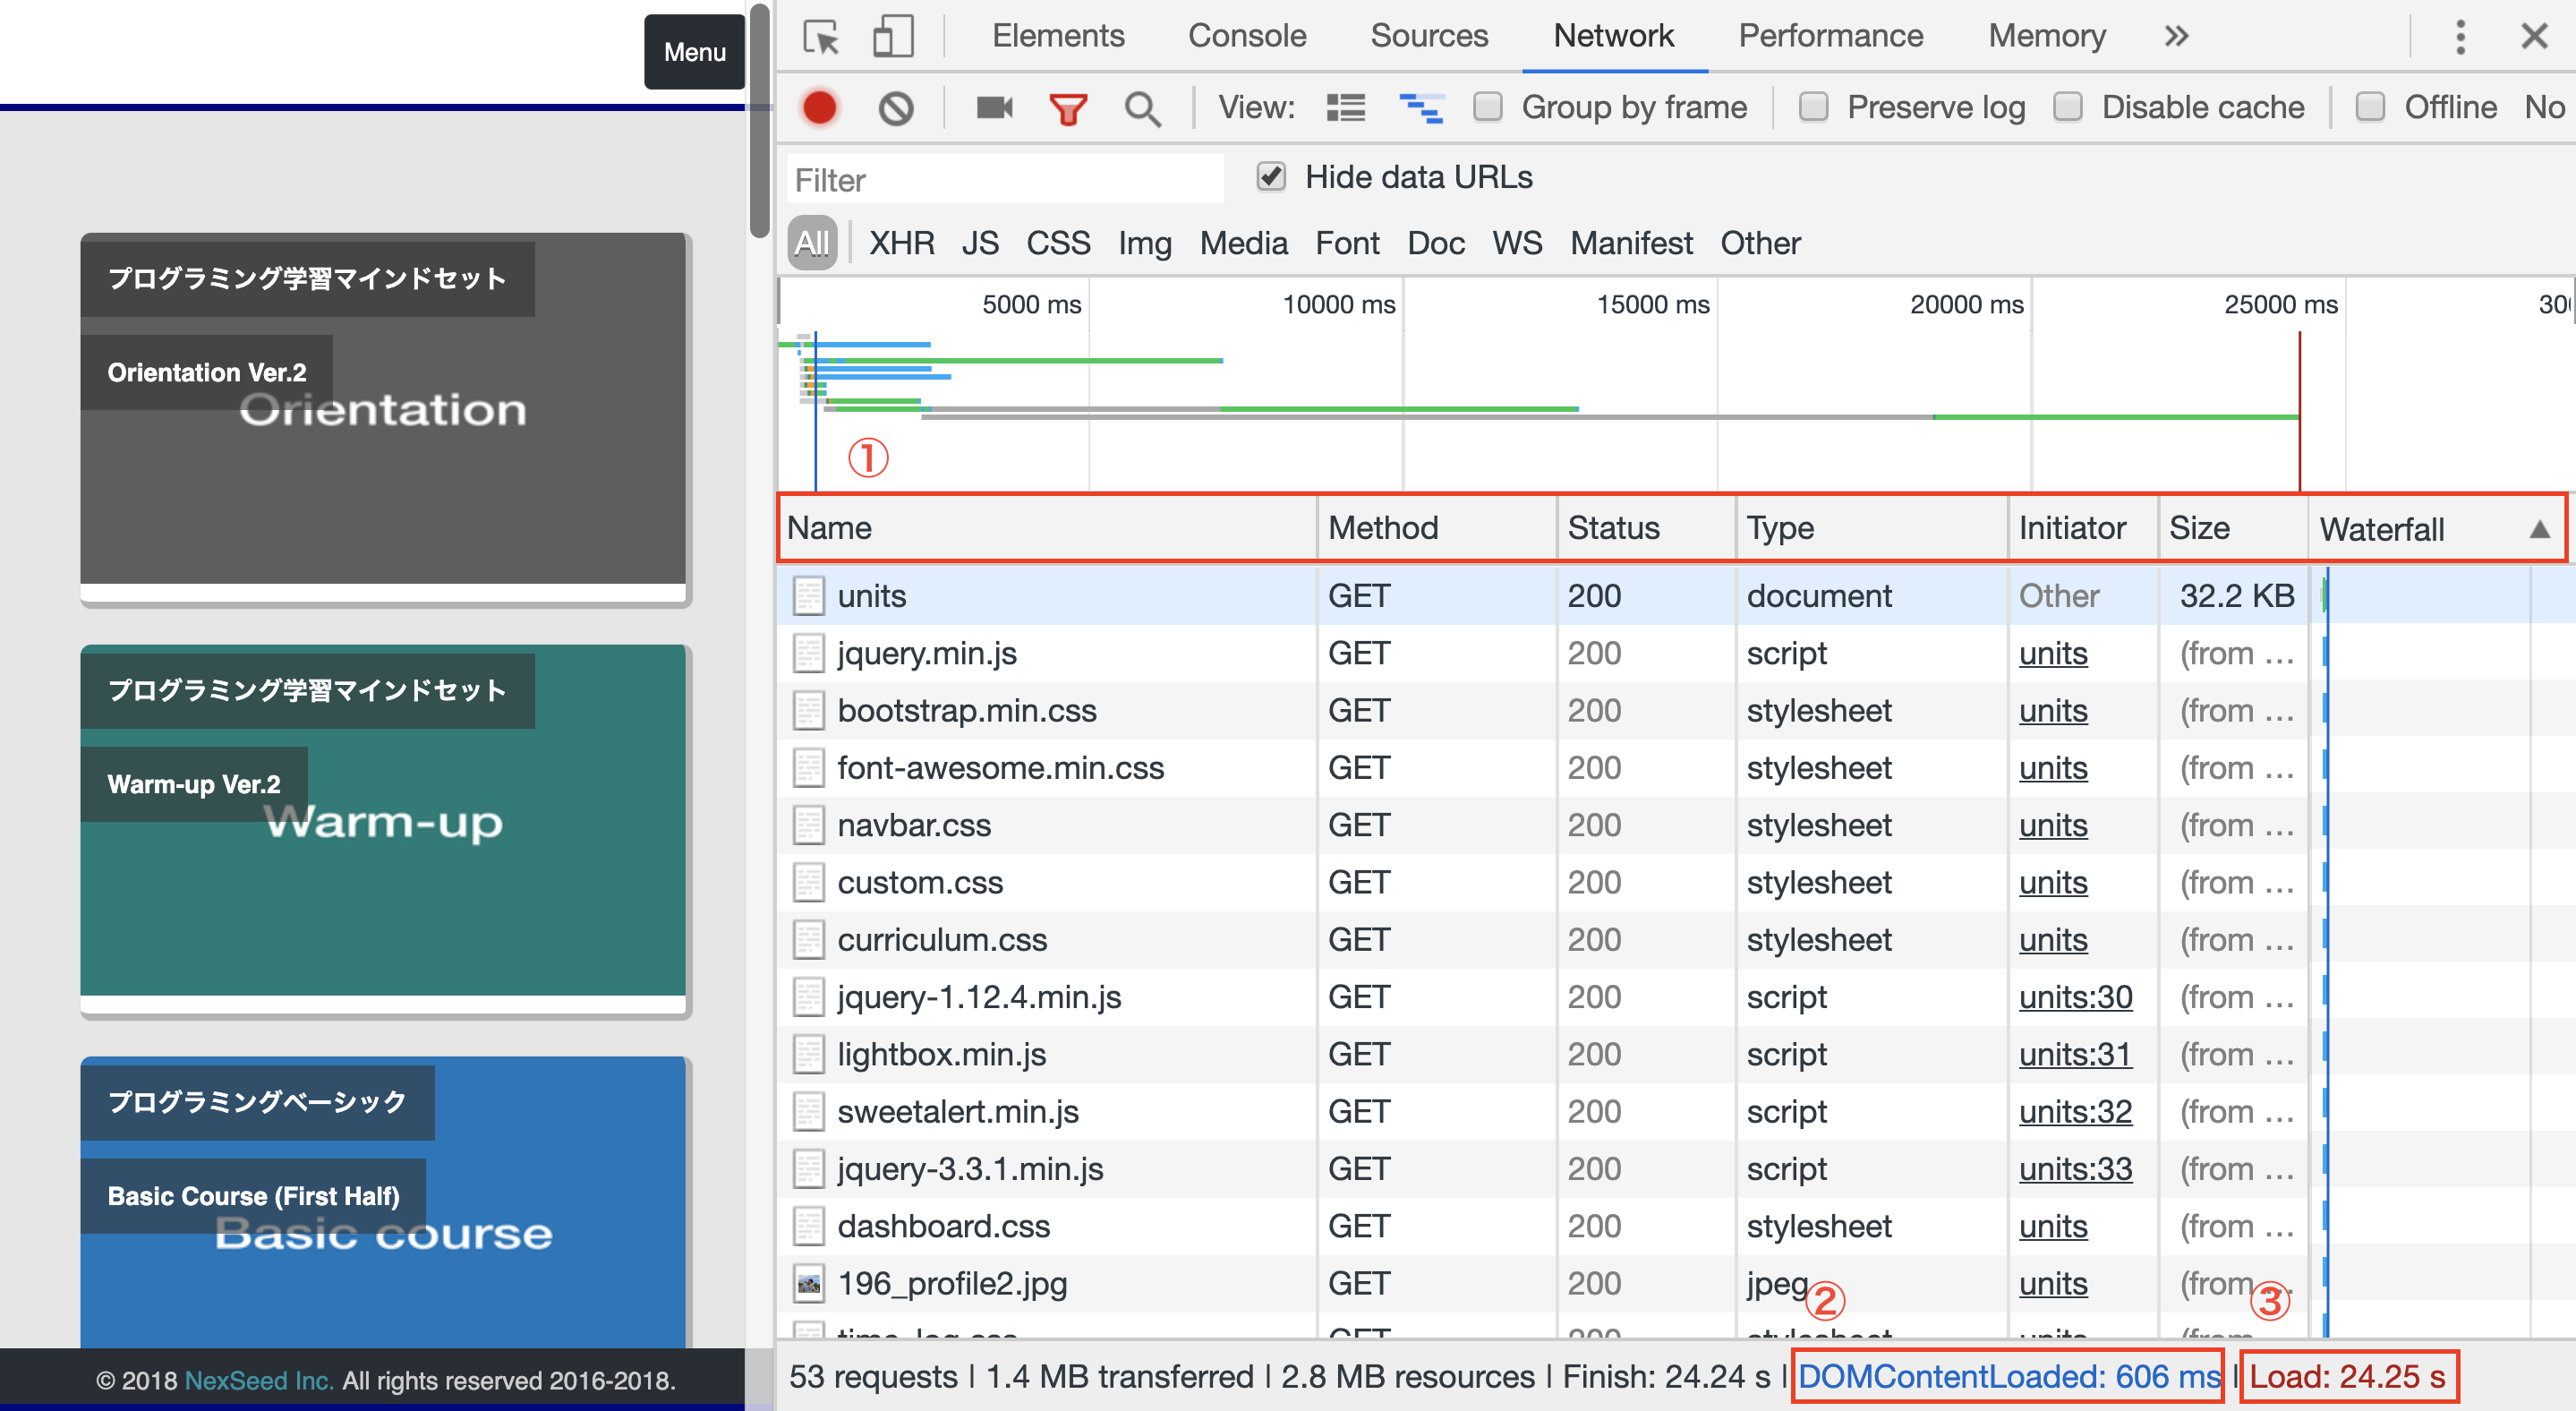 Menu
プログラミング学習マインドセット
Orientation Ver.2
Orientation
プログラミング学習マインドセット
Warm-up Ver.2
Warm-up
プログラミングベーシック
Basic Course (First Half)
Basic course
© 2018 NexSeed Inc. All rights reserved 2016-2018.
Elements Console Sources Network Performance Memory »
View: Group by frame Preserve log Disable cache Offline No
Filter Hide data URLs
All XHR JS CSS Img Media Font Doc WS Manifest Other
5000 ms 10000 ms 15000 ms 20000 ms 25000 ms
①
Name Method Status Type Initiator Size Waterfall ▲
units GET 200 document Other 32.2 KB
jquery.min.js GET 200 script units (from ...
bootstrap.min.css GET 200 stylesheet units (from ...
font-awesome.min.css GET 200 stylesheet units (from ...
navbar.css GET 200 stylesheet units (from ...
custom.css GET 200 stylesheet units (from ...
curriculum.css GET 200 stylesheet units (from ...
jquery-1.12.4.min.js GET 200 script units:30 (from ...
lightbox.min.js GET 200 script units:31 (from ...
sweetalert.min.js GET 200 script units:32 (from ...
jquery-3.3.1.min.js GET 200 script units:33 (from ...
dashboard.css GET 200 stylesheet units (from ...
196_profile2.jpg GET 200 jpeg units (from ...
② ③
53 requests | 1.4 MB transferred | 2.8 MB resources | Finish: 24.24 s | DOMContentLoaded: 606 ms | Load: 24.25 s